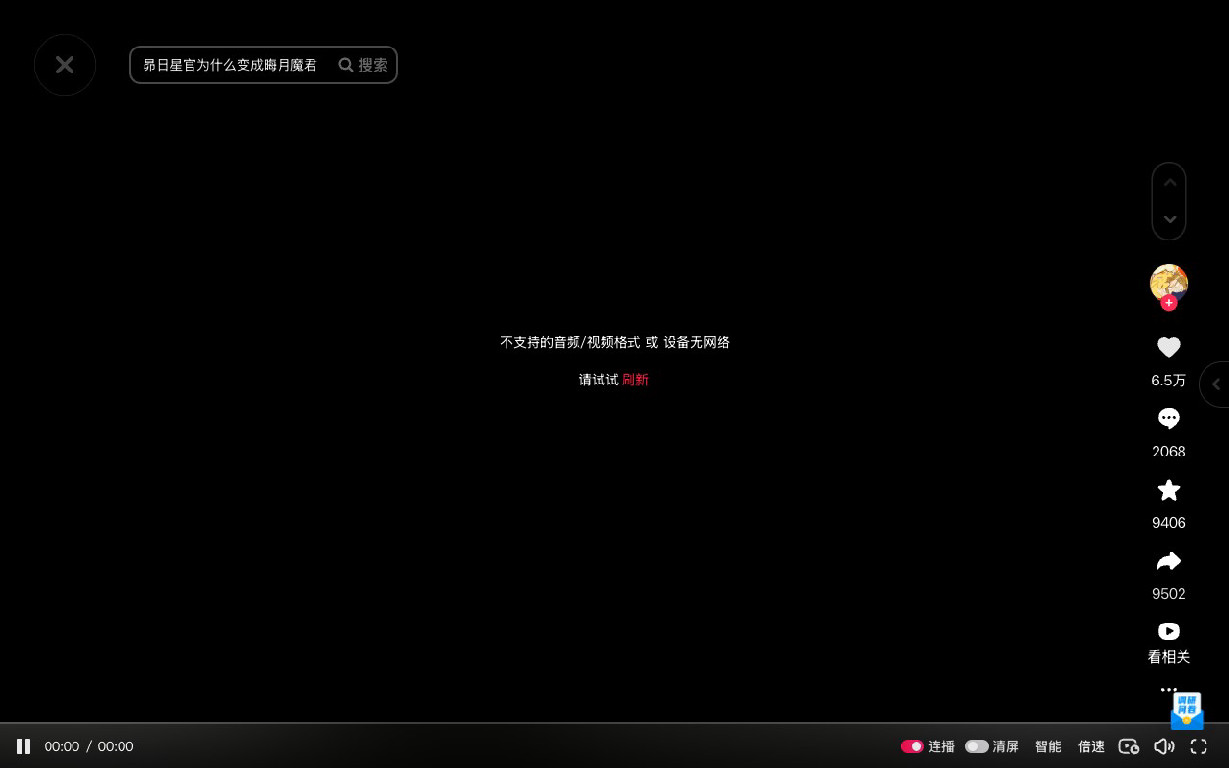 昴日星官为什么变成晦月魔君
搜索
不支持的音频/视频格式 或 设备无网络
请试试 刷新
6.5万
2068
9406
9502
看相关
调研
问卷
00:00 / 00:00
连播
清屏
智能
倍速